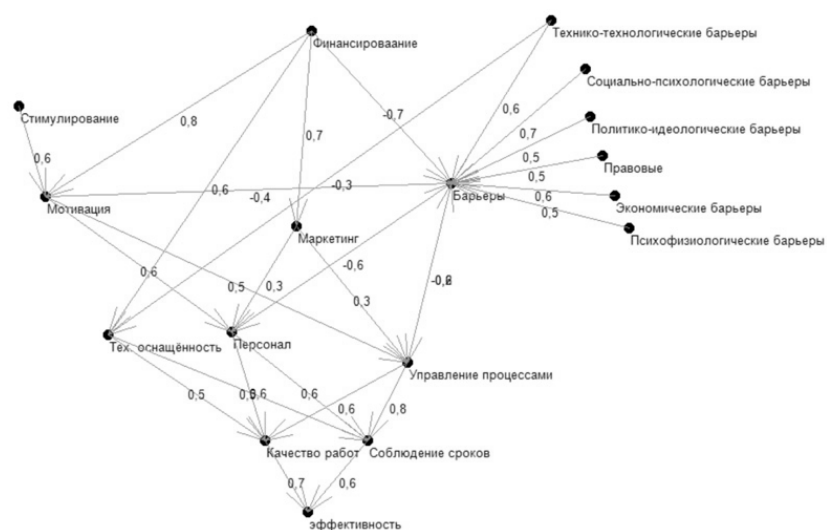 Технико-технологические барьеры
Финансироваание
Социально-психологические барьеры
Стимулирование
0,8
-0,7
0,6
Политико-идеологические барьеры
0,7
0,7
0,6
0,5
Правовые
0,5
0,6
-0,3
-0,4
Барьеры
0,6
Экономические барьеры
Мотивация
0,5
Маркетинг
Психофизиологические барьеры
0,6
-0,6
0,5
0,3
0,3
Тех. оснащённость
Персонал
Управление процессами
0,5
0,6
0,6
0,8
Качество работ
Соблюдение сроков
0,7
0,6
эффективность